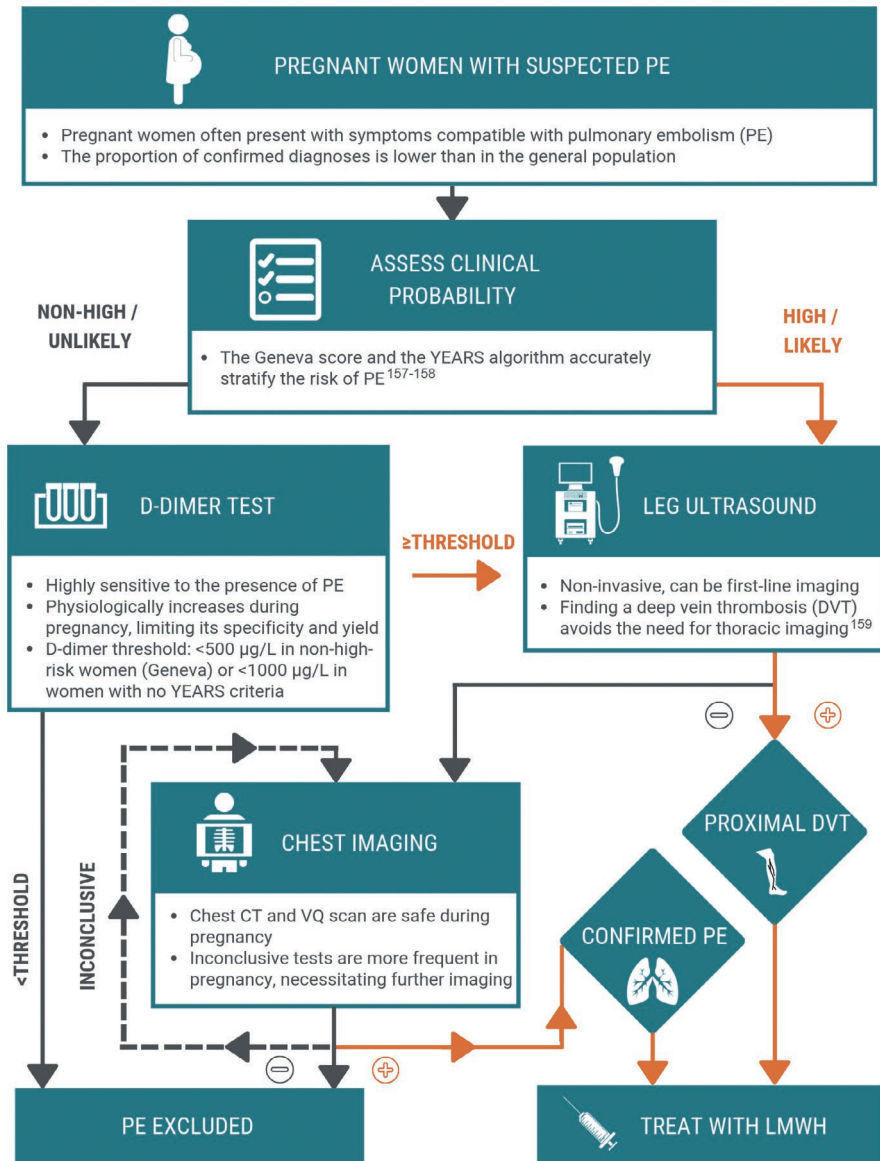 PREGNANT WOMEN WITH SUSPECTED PE
• Pregnant women often present with symptoms compatible with pulmonary embolism (PE)
• The proportion of confirmed diagnoses is lower than in the general population
ASSESS CLINICAL
PROBABILITY
NON-HIGH /
UNLIKELY
HIGH /
LIKELY
• The Geneva score and the YEARS algorithm accurately
stratify the risk of PE157-158
D-DIMER TEST
• Highly sensitive to the presence of PE
• Physiologically increases during
pregnancy, limiting its specificity and yield
• D-dimer threshold: <500 µg/L in non-high-
risk women (Geneva) or <1000 µg/L in
women with no YEARS criteria
≥THRESHOLD
LEG ULTRASOUND
• Non-invasive, can be first-line imaging
• Finding a deep vein thrombosis (DVT)
avoids the need for thoracic imaging159
<THRESHOLD
INCONCLUSIVE
CHEST IMAGING
• Chest CT and VQ scan are safe during
pregnancy
• Inconclusive tests are more frequent in
pregnancy, necessitating further imaging
PROXIMAL DVT
CONFIRMED PE
PE EXCLUDED
TREAT WITH LMWH